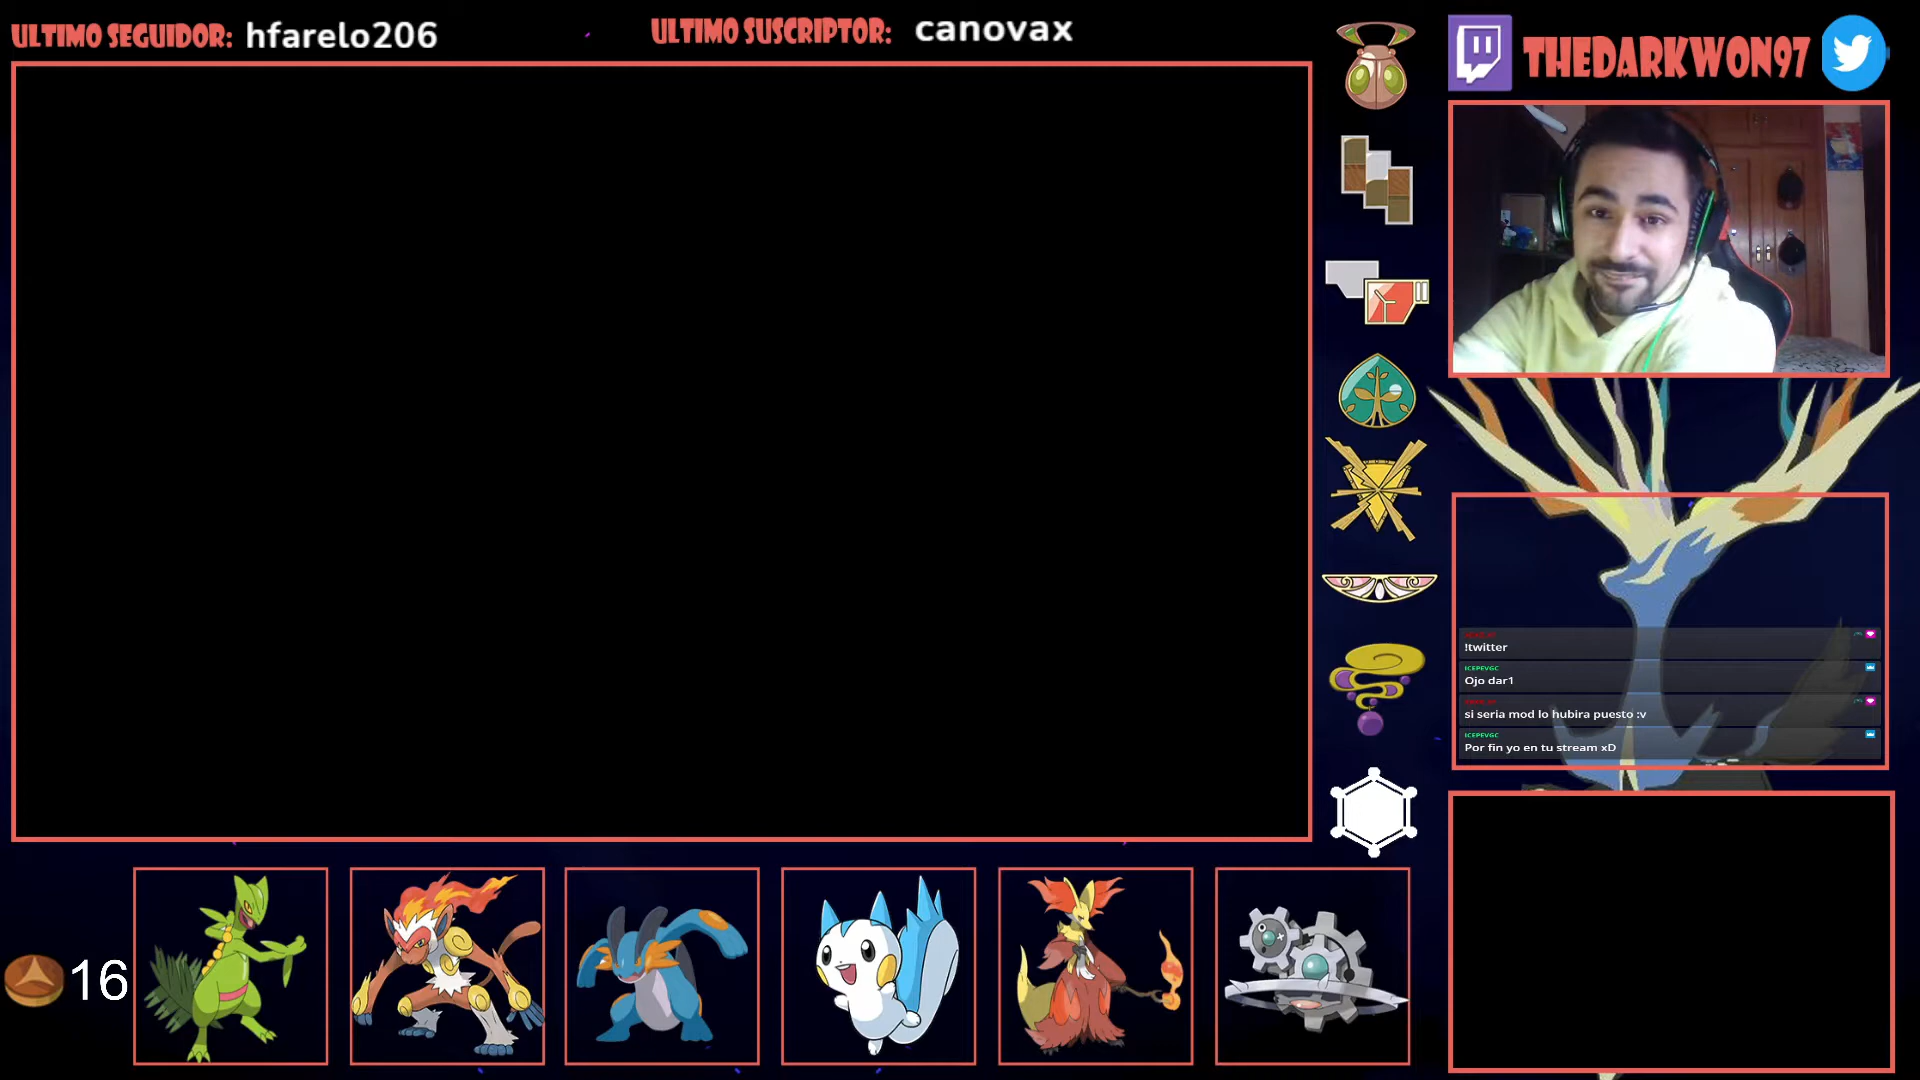 ULTIMO SEGUIDOR: hfarelo206
ULTIMO SUSCRIPTOR: canovax
THEDARKWON97
!twitter
ICEPEVGC
Ojo dar1
si seria mod lo hubira puesto :v
ICEPEVGC
Por fin yo en tu stream xD
16